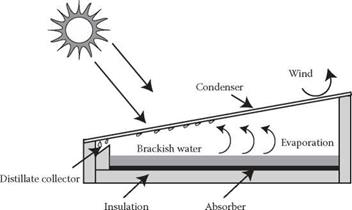 Wind
Condenser
Brackish water
Evaporation
Distillate collector
Insulation
Absorber